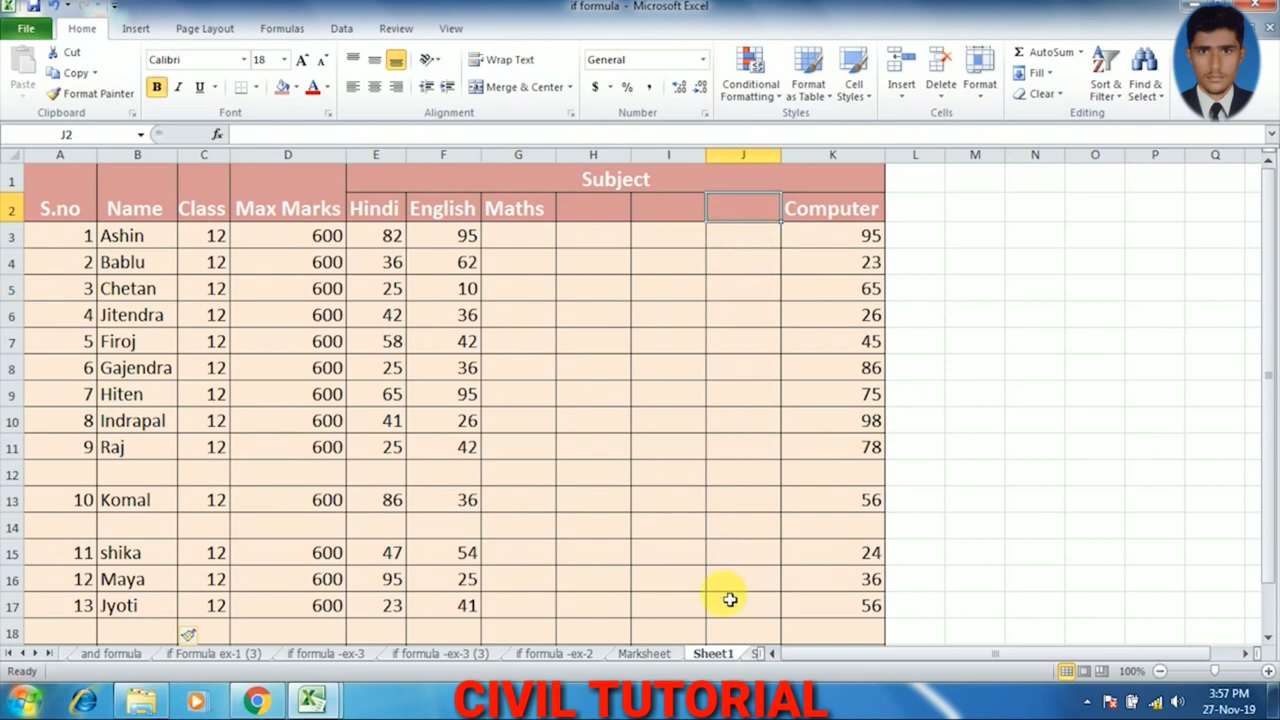 if formula - Microsoft Excel
File Home Insert Page Layout Formulas Data Review View
Cut
Copy
Format Painter
Paste
Clipboard
Calibri 18
B I U
Font
Wrap Text
Merge & Center
Alignment
General
$ % ,
Number
Conditional Formatting
Format as Table
Cell Styles
Styles
Insert Delete Format
Cells
AutoSum
Fill
Clear
Sort & Filter
Find & Select
Editing
J2 fx
A B C D E F G H I J K L M N O P Q
1 Subject
2 S.no Name Class Max Marks Hindi English Maths Computer
3 1 Ashin 12 600 82 95 95
4 2 Bablu 12 600 36 62 23
5 3 Chetan 12 600 25 10 65
6 4 Jitendra 12 600 42 36 26
7 5 Firoj 12 600 58 42 45
8 6 Gajendra 12 600 25 36 86
9 7 Hiten 12 600 65 95 75
10 8 Indrapal 12 600 41 26 98
11 9 Raj 12 600 25 42 78
12
13 10 Komal 12 600 86 36 56
14
15 11 shika 12 600 47 54 24
16 12 Maya 12 600 95 25 36
17 13 Jyoti 12 600 23 41 56
18
and formula if Formula ex-1 (3) if formula -ex-3 if formula -ex-3 (3) if formula -ex-2 Marksheet Sheet1 S
Ready 100%
CIVIL TUTORIAL
3:57 PM
27-Nov-19